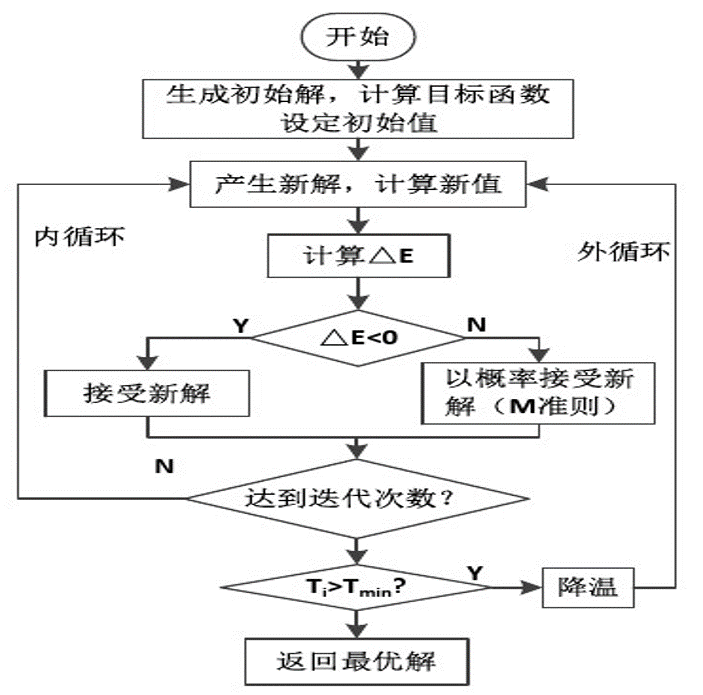 开始
生成初始解，计算目标函数
设定初始值
产生新解，计算新值
内循环
外循环
计算△E
Y
△E<0
N
接受新解
以概率接受新
解（M准则）
N
达到迭代次数？
Ti>Tmin?
Y
降温
返回最优解